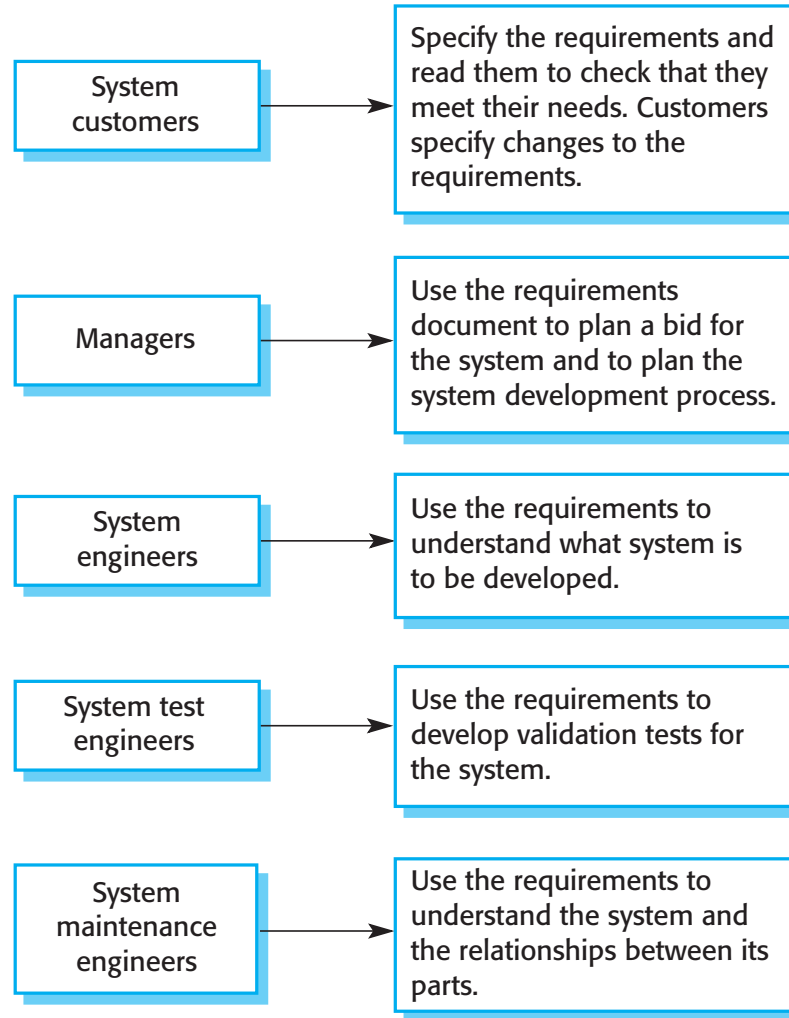 System
customers
Specify the requirements and
read them to check that they
meet their needs. Customers
specify changes to the
requirements.
Managers
Use the requirements
document to plan a bid for
the system and to plan the
system development process.
System
engineers
Use the requirements to
understand what system is
to be developed.
System test
engineers
Use the requirements to
develop validation tests for
the system.
System
maintenance
engineers
Use the requirements to
understand the system and
the relationships between its
parts.